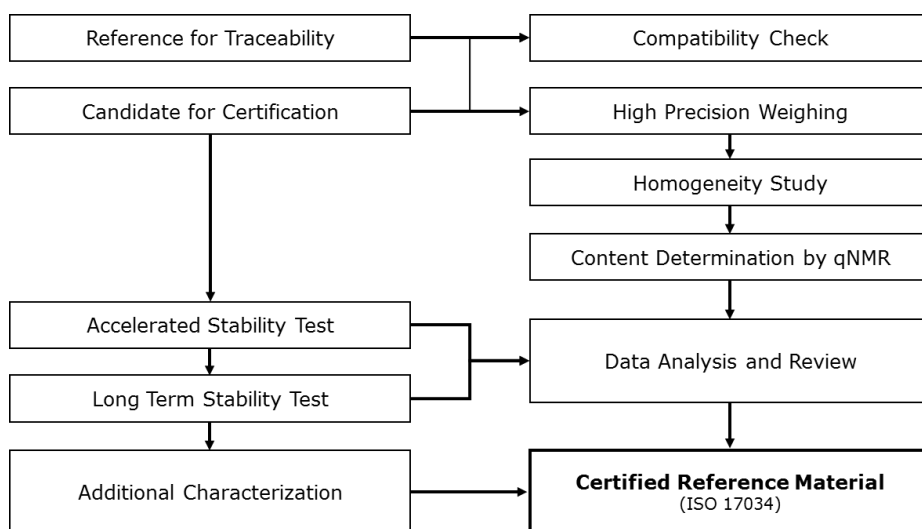 Reference for Traceability
Compatibility Check
Candidate for Certification
High Precision Weighing
Homogeneity Study
Content Determination by qNMR
Accelerated Stability Test
Data Analysis and Review
Long Term Stability Test
Additional Characterization
Certified Reference Material
(ISO 17034)